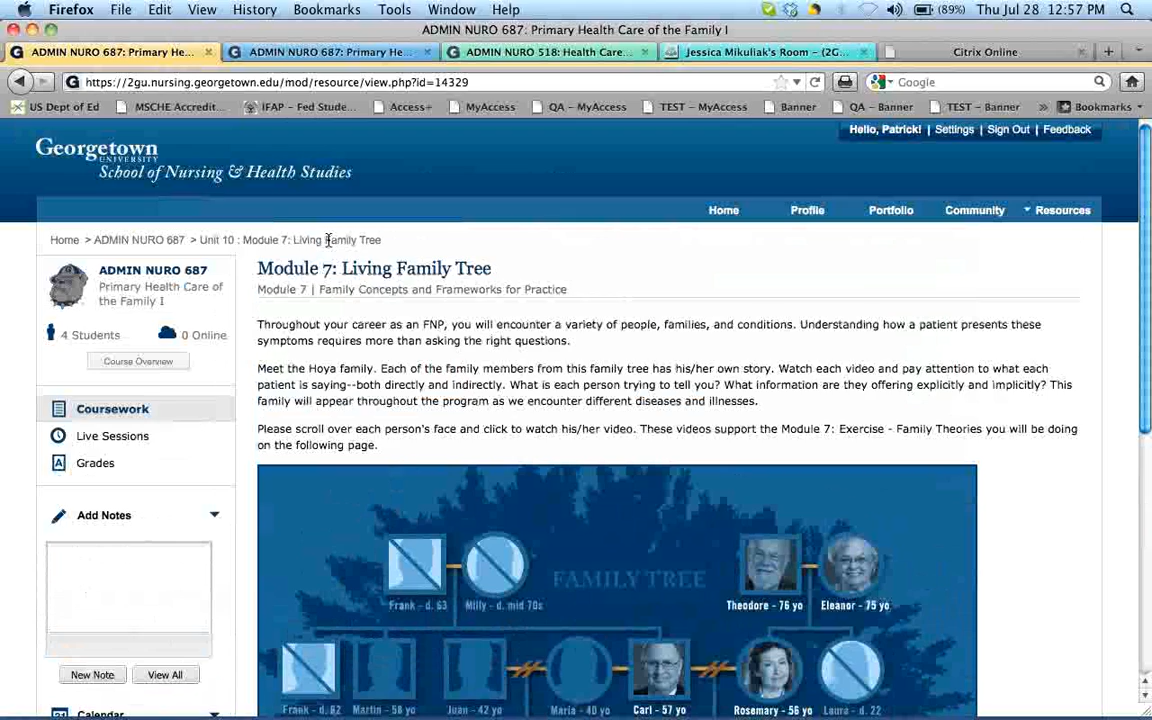 Firefox File Edit View History Bookmarks Tools Window Help (89%) Thu Jul 28 12:57 PM
ADMIN NURO 687: Primary Health Care of the Family I
ADMIN NURO 687: Primary He... ADMIN NURO 687: Primary He... ADMIN NURO 518: Health Care... Jessica Mikuliak's Room – (2G... Citrix Online
https://2gu.nursing.georgetown.edu/mod/resource/view.php?id=14329 Google
US Dept of Ed MSCHE Accredit... IFAP – Fed Stude... Access+ MyAccess QA – MyAccess TEST – MyAccess Banner QA – Banner TEST – Banner » Bookmarks
Hello, Patrick! | Settings | Sign Out | Feedback
Georgetown
UNIVERSITY
School of Nursing & Health Studies
Home Profile Portfolio Community Resources
Home > ADMIN NURO 687 > Unit 10 : Module 7: Living Family Tree
ADMIN NURO 687
Primary Health Care of
the Family I
4 Students 0 Online
Course Overview
Coursework
Live Sessions
Grades
Add Notes
New Note View All
Calendar
Module 7: Living Family Tree
Module 7 | Family Concepts and Frameworks for Practice
Throughout your career as an FNP, you will encounter a variety of people, families, and conditions. Understanding how a patient presents these
symptoms requires more than asking the right questions.
Meet the Hoya family. Each of the family members from this family tree has his/her own story. Watch each video and pay attention to what each
patient is saying--both directly and indirectly. What is each person trying to tell you? What information are they offering explicitly and implicitly? This
family will appear throughout the program as we encounter different diseases and illnesses.
Please scroll over each person's face and click to watch his/her video. These videos support the Module 7: Exercise - Family Theories you will be doing
on the following page.
FAMILY TREE
Frank - d. 63 Milly - d. mid 70s Theodore - 76 yo Eleanor - 75 yo
Frank - d. 62 Martin - 58 yo Juan - 42 yo Maria - 40 yo Carl - 57 yo Rosemary - 56 yo Laura - d. 22